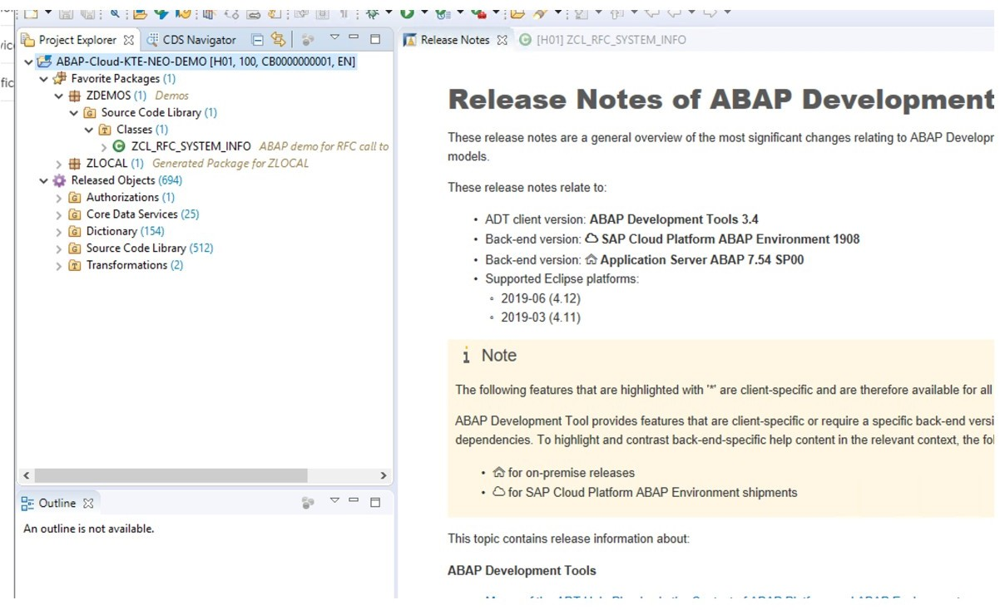 Project Explorer
CDS Navigator
ABAP-Cloud-KTE-NEO-DEMO [H01, 100, CB0000000001, EN]
Favorite Packages (1)
ZDEMOS (1) Demos
Source Code Library (1)
Classes (1)
ZCL_RFC_SYSTEM_INFO ABAP demo for RFC call to
ZLOCAL (1) Generated Package for ZLOCAL
Released Objects (694)
Authorizations (1)
Core Data Services (25)
Dictionary (154)
Source Code Library (512)
Transformations (2)
Outline
An outline is not available.
Release Notes
[H01] ZCL_RFC_SYSTEM_INFO
Release Notes of ABAP Development
These release notes are a general overview of the most significant changes relating to ABAP Develop
models.
These release notes relate to:
• ADT client version: ABAP Development Tools 3.4
• Back-end version: SAP Cloud Platform ABAP Environment 1908
• Back-end version: Application Server ABAP 7.54 SP00
• Supported Eclipse platforms:
◦ 2019-06 (4.12)
◦ 2019-03 (4.11)
i Note
The following features that are highlighted with '*' are client-specific and are therefore available for all
ABAP Development Tool provides features that are client-specific or require a specific back-end versi
dependencies. To highlight and contrast back-end-specific help content in the relevant context, the fol
• for on-premise releases
• for SAP Cloud Platform ABAP Environment shipments
This topic contains release information about:
ABAP Development Tools